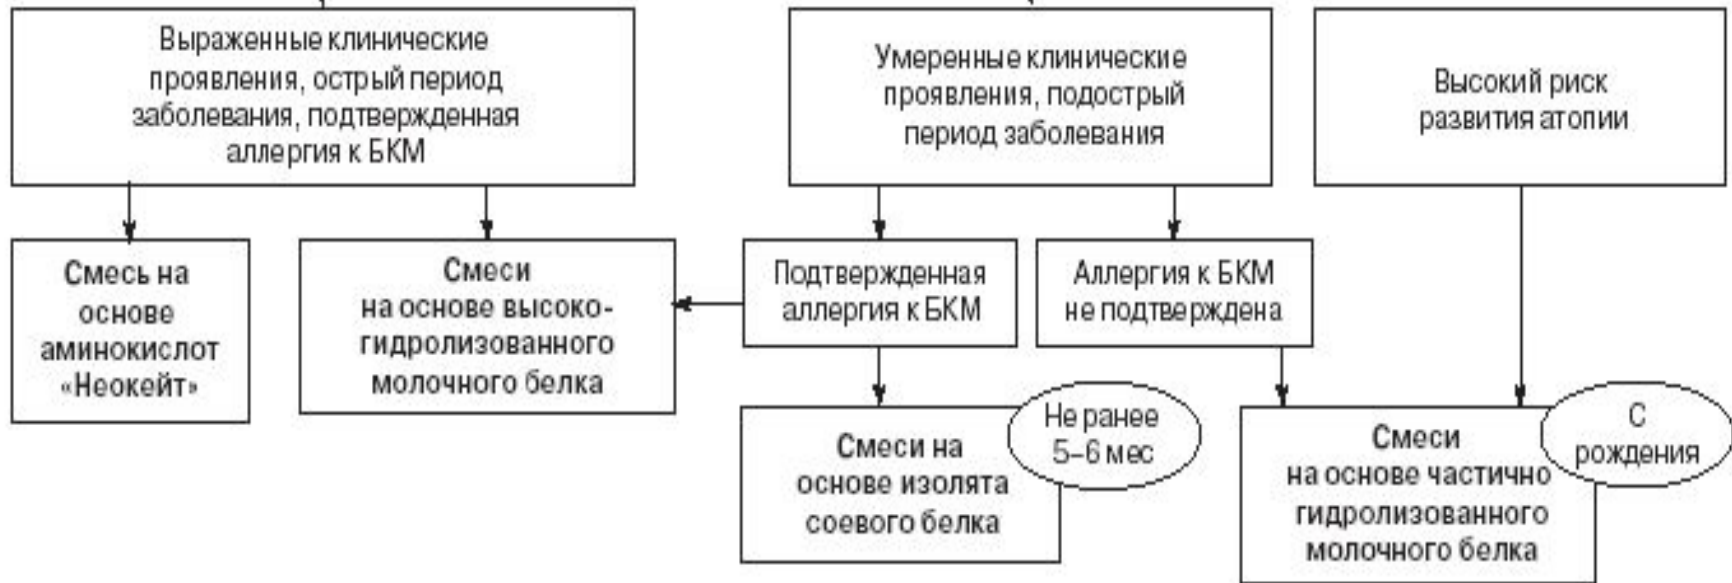 Выраженные клинические
проявления, острый период
заболевания, подтвержденная
аллергия к БКМ
Умеренные клинические
проявления, подострый
период заболевания
Высокий риск
развития атопии
Смесь на
основе
аминокислот
«Неокейт»
Смеси
на основе высоко-
гидролизованного
молочного белка
Подтвержденная
аллергия к БКМ
Аллергия к БКМ
не подтверждена
Смеси на
основе изолята
соевого белка
Не ранее
5–6 мес
Смеси
на основе частично
гидролизованного
молочного белка
С
рождения